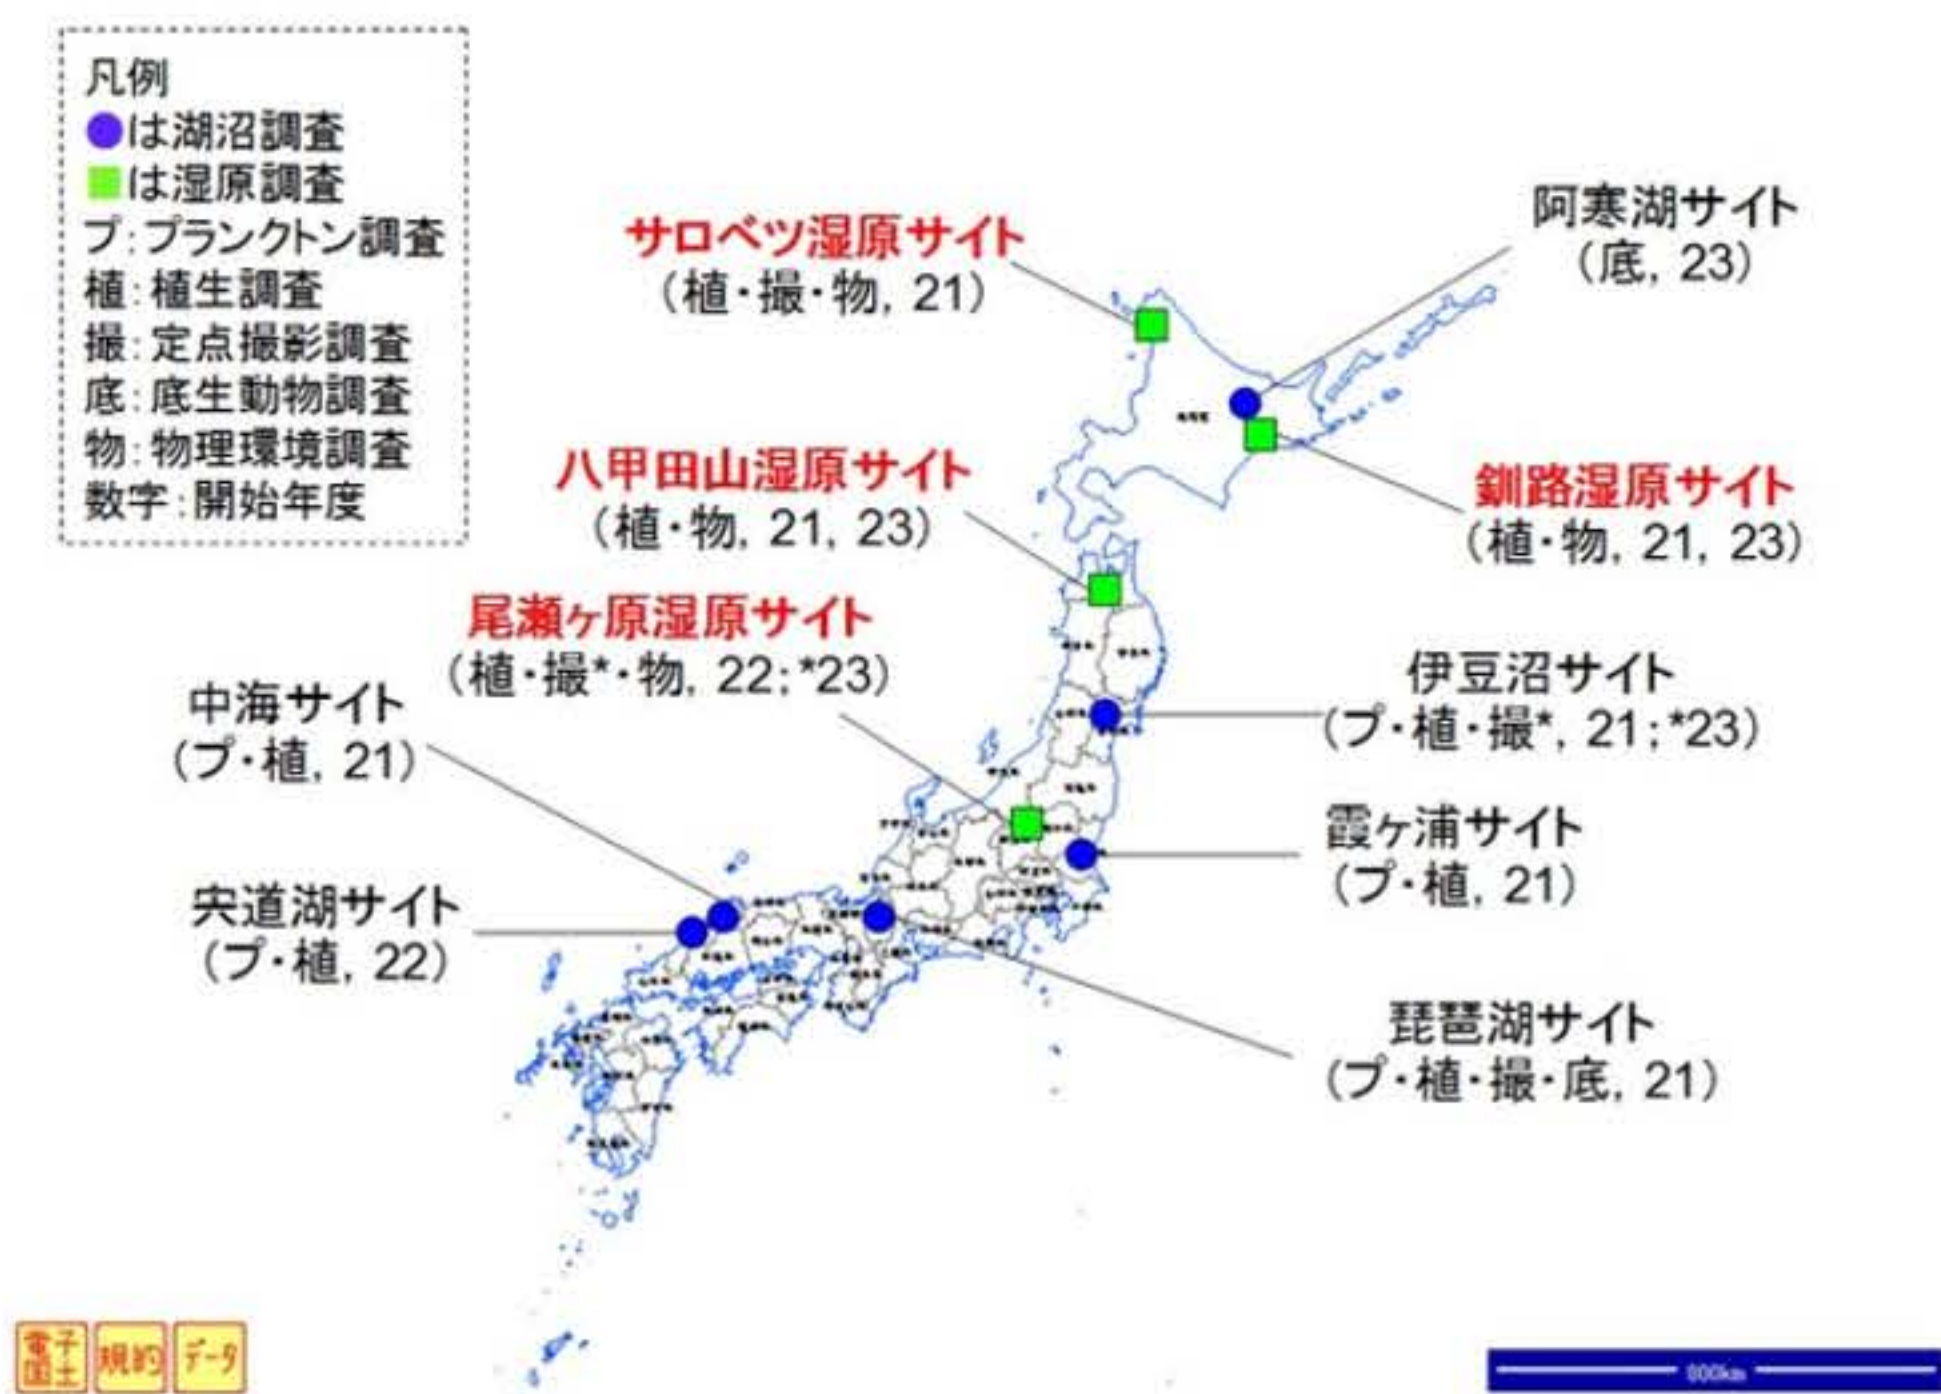 凡例
●は湖沼調査
■は湿原調査
プ:プランクトン調査
植:植生調査
撮:定点撮影調査
底:底生動物調査
物:物理環境調査
数字:開始年度
サロベツ湿原サイト
(植・撮・物, 21)
阿寒湖サイト
(底, 23)
八甲田山湿原サイト
(植・物, 21, 23)
釧路湿原サイト
(植・物, 21, 23)
尾瀬ヶ原湿原サイト
(植・撮*・物, 22;*23)
中海サイト
(プ・植, 21)
伊豆沼サイト
(プ・植・撮*, 21;*23)
霞ヶ浦サイト
(プ・植, 21)
宍道湖サイト
(プ・植, 22)
琵琶湖サイト
(プ・植・撮・底, 21)
電子国土
規約
データ